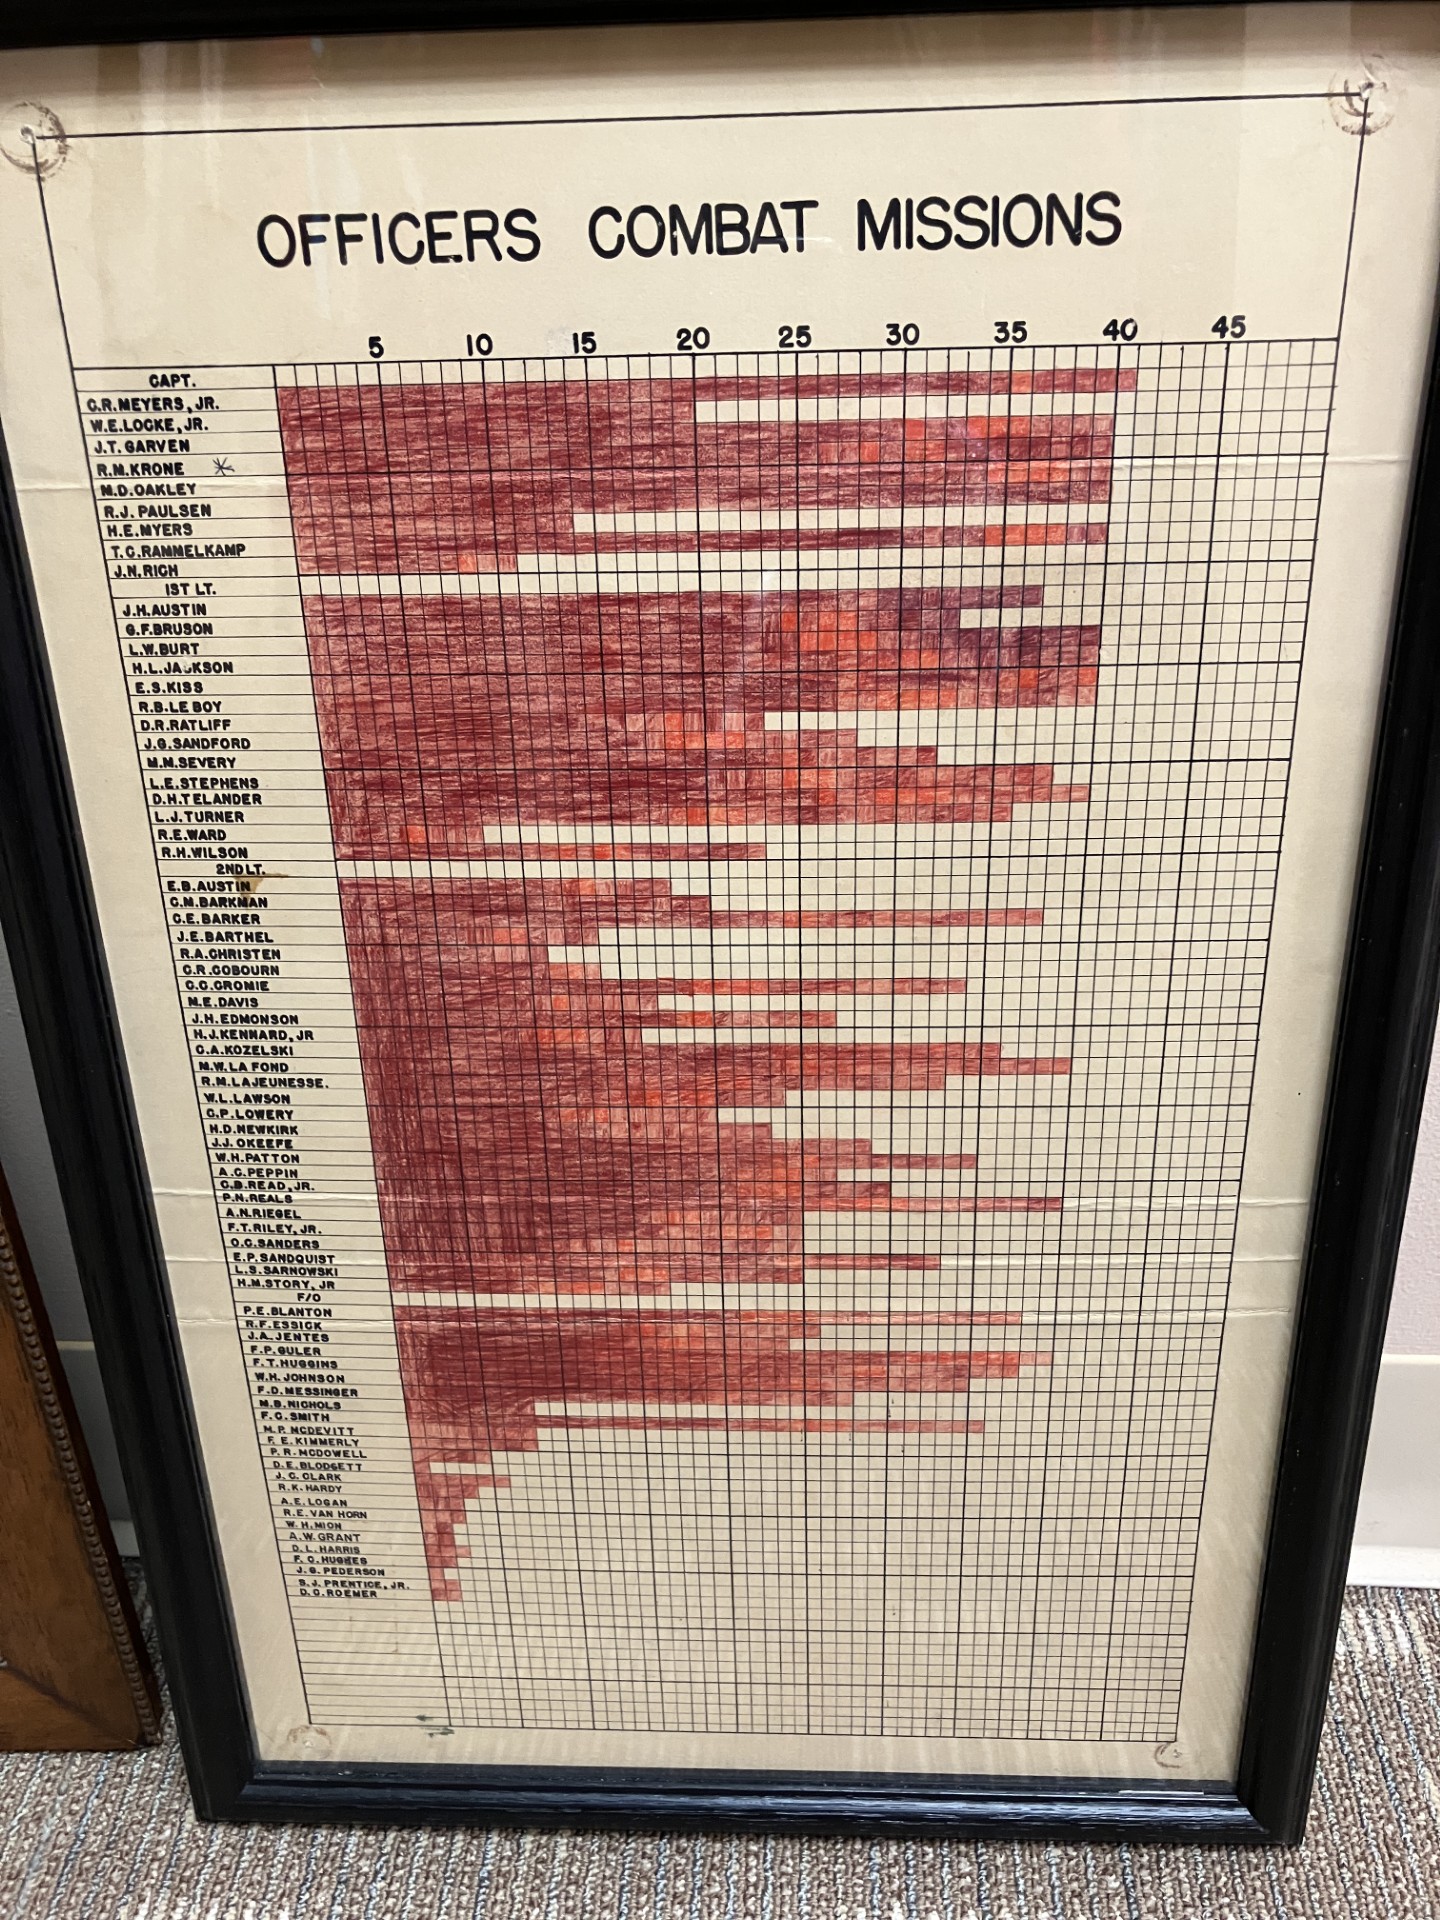 OFFICERS COMBAT MISSIONS
5 10 15 20 25 30 35 40 45
CAPT.
C.R.MEYERS, JR.
W.E.LOCKE, JR.
J.T.GARVEN
R.M.KRONE *
M.D.OAKLEY
R.J.PAULSEN
H.E.MYERS
T.C.RAMMELKAMP
J.N.RICH
1ST LT.
J.H.AUSTIN
G.F.BRUSON
L.W.BURT
H.L.JACKSON
E.S.KISS
R.B.LE BOY
D.R.RATLIFF
J.G.SANDFORD
M.M.SEVERY
L.E.STEPHENS
D.H.TELANDER
L.J.TURNER
R.E.WARD
R.H.WILSON
2ND LT.
E.B.AUSTIN
C.M.BARKMAN
C.E.BARKER
J.E.BARTHEL
R.A.CHRISTEN
C.R.COBOURN
C.C.CROMIE
M.E.DAVIS
J.H.EDMONSON
H.J.KENNARD, JR
C.A.KOZELSKI
M.W.LA FOND
R.M.LAJEUNESSE.
W.L.LAWSON
C.P.LOWERY
H.D.NEWKIRK
J.J.OKEEFE
W.H.PATTON
A.C.PEPPIN
C.B.READ, JR.
P.N.REALS
A.N.RIEGEL
F.T.RILEY, JR.
O.C.SANDERS
E.P.SANDQUIST
L.S.SARNOWSKI
H.M.STORY, JR
F/O
P.E.BLANTON
R.F.ESSICK
J.A.JENTES
F.P.GULER
F.T.HUGGINS
W.H.JOHNSON
F.D.MESSINGER
M.B.NICHOLS
F.C.SMITH
M.P.MCDEVITT
F.E.KIMMERLY
P.R.MCDOWELL
D.E.BLODGETT
J.C.CLARK
R.K.HARDY
A.E.LOGAN
R.E.VAN HORN
W.H.MION
A.W.GRANT
D.L.HARRIS
F.C.HUGHES
J.G.PEDERSON
S.J.PRENTICE, JR.
D.C.ROEMER